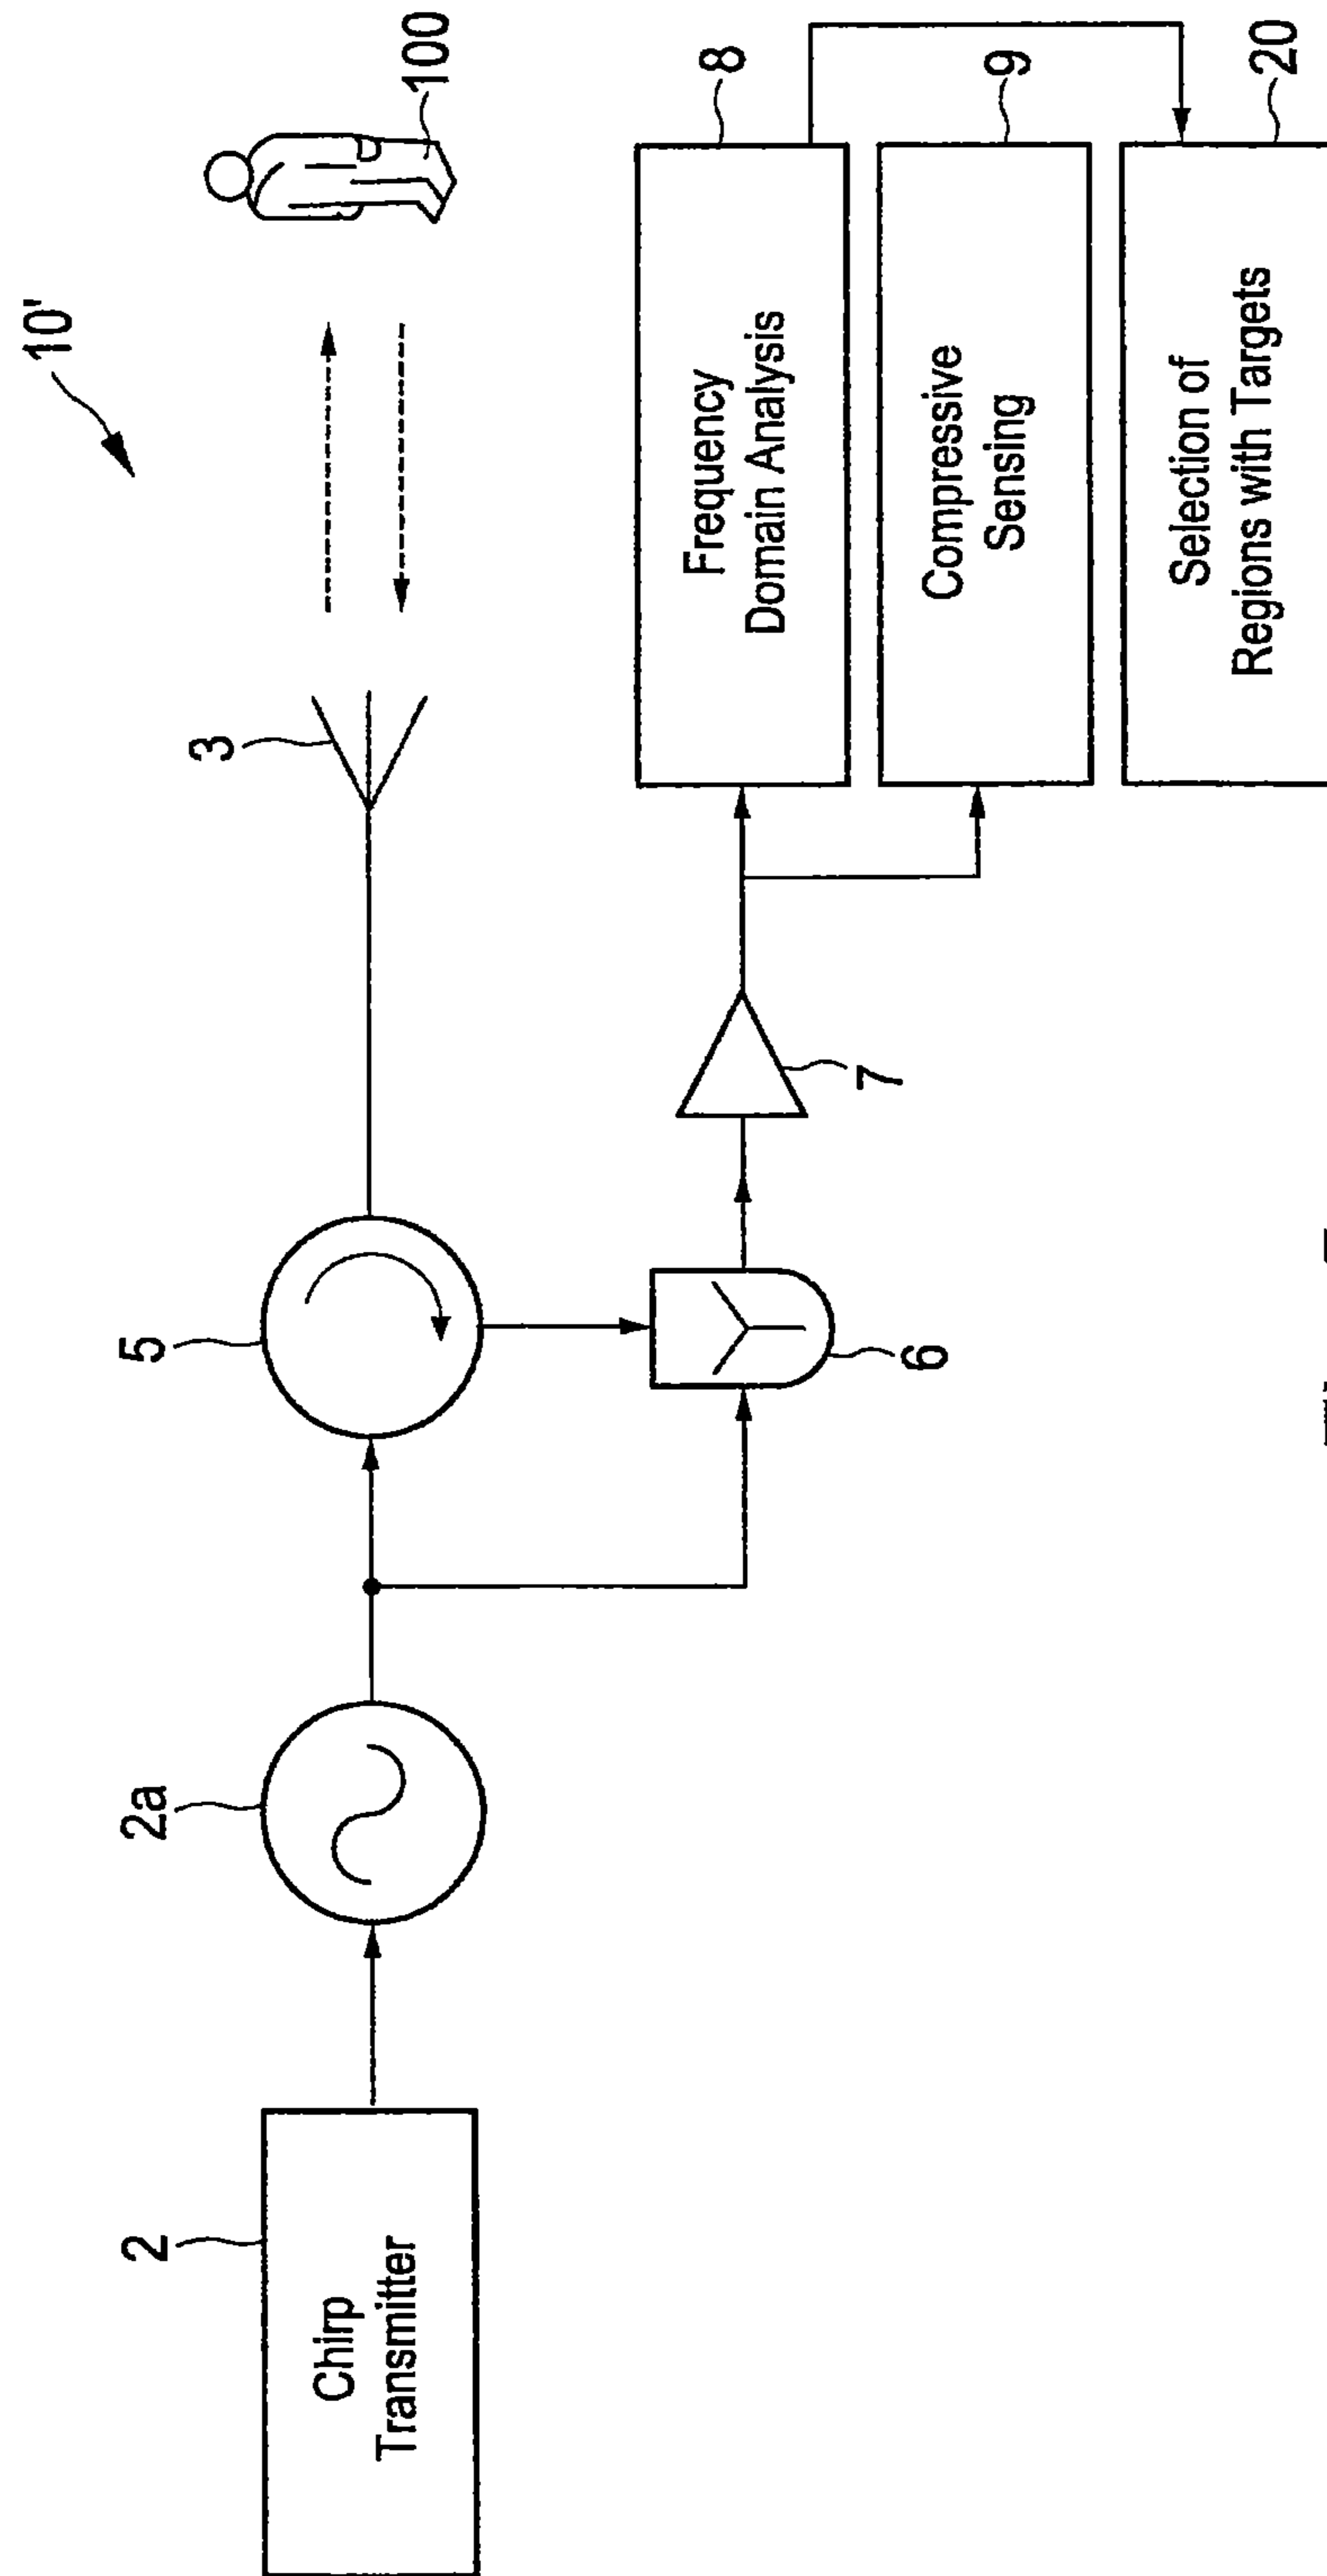 10'
100
3
5
2a
2
Chirp
Transmitter
6
7
Frequency
Domain Analysis
8
Compressive
Sensing
9
Selection of
Regions with Targets
20